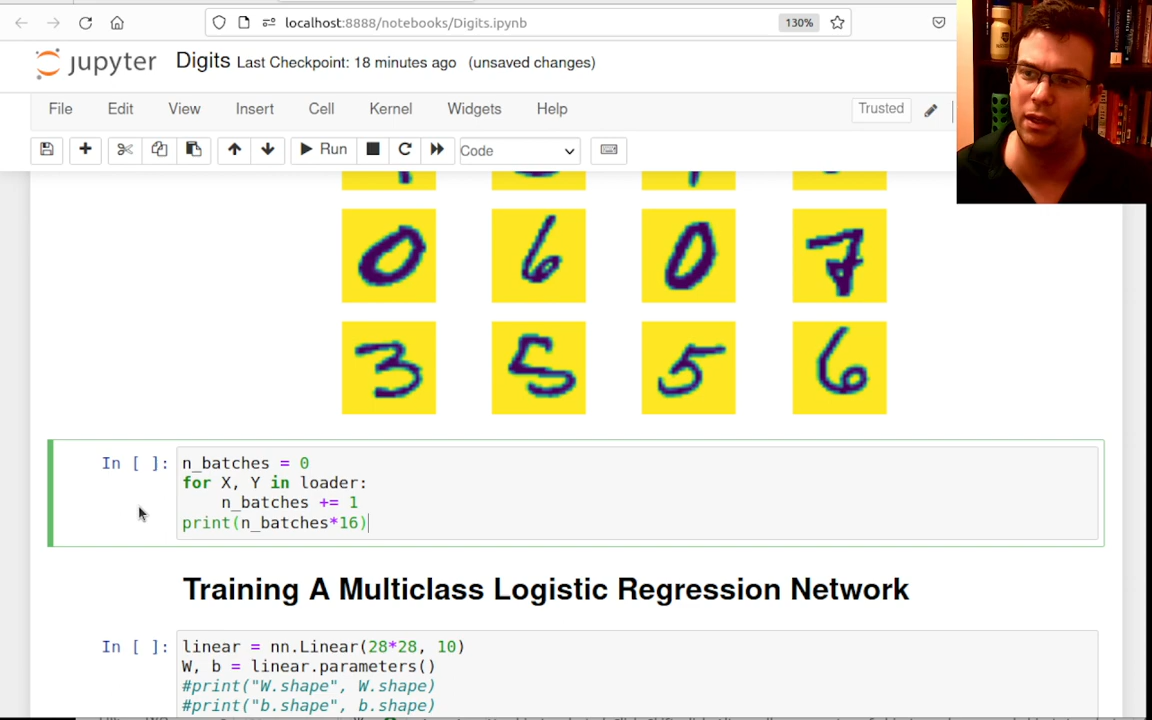 localhost:8888/notebooks/Digits.ipynb
130%
jupyter Digits Last Checkpoint: 18 minutes ago (unsaved changes)
File Edit View Insert Cell Kernel Widgets Help
Trusted
Run
Code
0 6 0 7
3 5 5 6
In [ ]: n_batches = 0
for X, Y in loader:
n_batches += 1
print(n_batches*16)
Training A Multiclass Logistic Regression Network
In [ ]: linear = nn.Linear(28*28, 10)
W, b = linear.parameters()
#print("W.shape", W.shape)
#print("b.shape", b.shape)